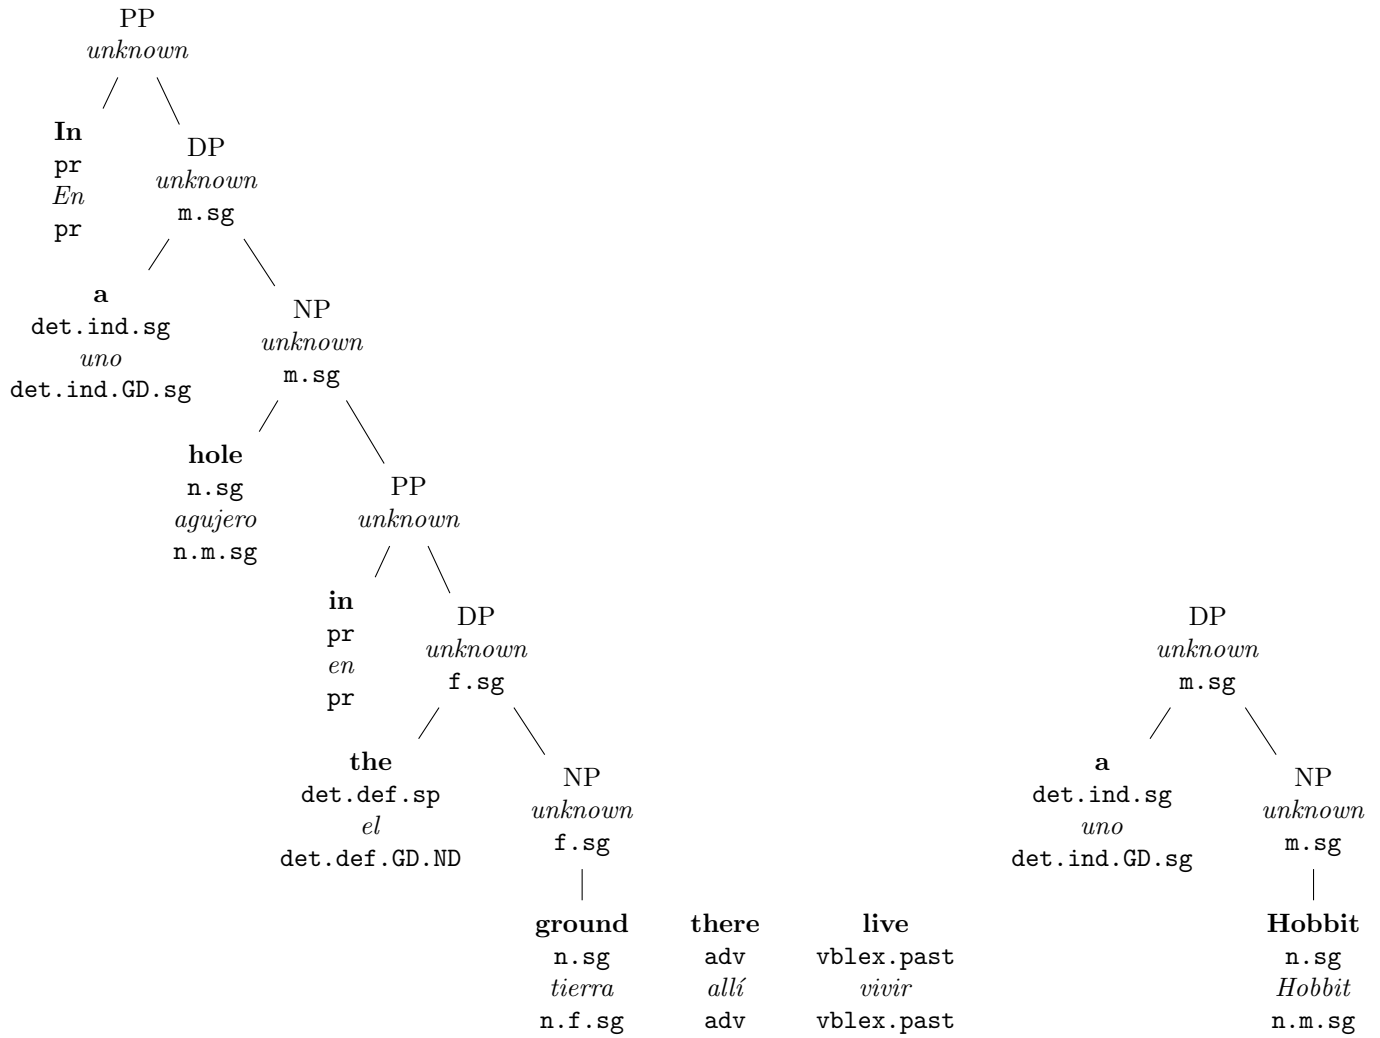 PP
unknown
In
pr
En
pr
DP
unknown
m.sg
a
det.ind.sg
uno
det.ind.GD.sg
NP
unknown
m.sg
hole
n.sg
agujero
n.m.sg
PP
unknown
in
pr
en
pr
DP
unknown
f.sg
the
det.def.sp
el
det.def.GD.ND
NP
unknown
f.sg
ground
n.sg
tierra
n.f.sg
there
adv
allí
adv
live
vblex.past
vivir
vblex.past
DP
unknown
m.sg
a
det.ind.sg
uno
det.ind.GD.sg
NP
unknown
m.sg
Hobbit
n.sg
Hobbit
n.m.sg